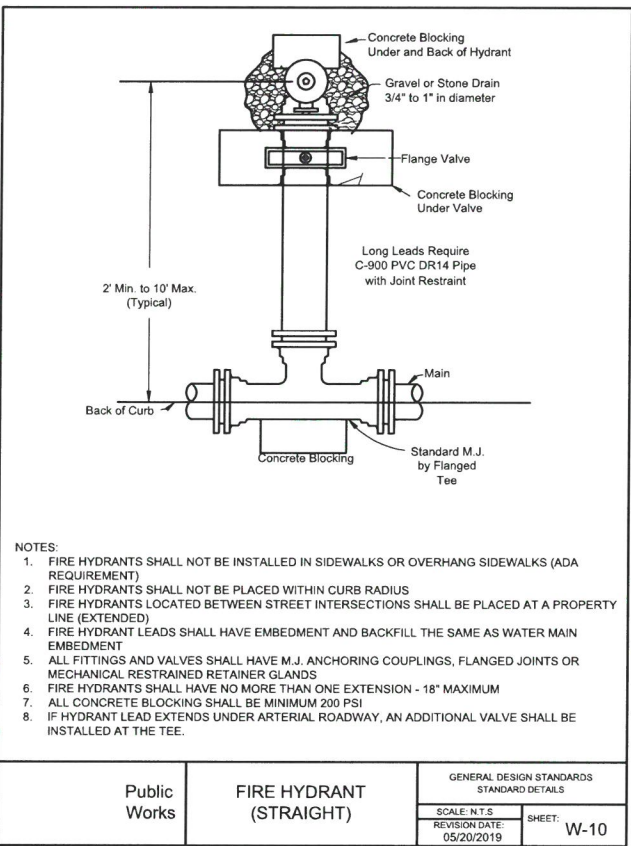 Concrete Blocking
Under and Back of Hydrant
Gravel or Stone Drain
3/4" to 1" in diameter
Flange Valve
Concrete Blocking
Under Valve
Long Leads Require
C-900 PVC DR14 Pipe
with Joint Restraint
2' Min. to 10' Max.
(Typical)
Main
Back of Curb
Concrete Blocking
Standard M.J.
by Flanged
Tee
NOTES:
1. FIRE HYDRANTS SHALL NOT BE INSTALLED IN SIDEWALKS OR OVERHANG SIDEWALKS (ADA
REQUIREMENT)
2. FIRE HYDRANTS SHALL NOT BE PLACED WITHIN CURB RADIUS
3. FIRE HYDRANTS LOCATED BETWEEN STREET INTERSECTIONS SHALL BE PLACED AT A PROPERTY
LINE (EXTENDED)
4. FIRE HYDRANT LEADS SHALL HAVE EMBEDMENT AND BACKFILL THE SAME AS WATER MAIN
EMBEDMENT
5. ALL FITTINGS AND VALVES SHALL HAVE M.J. ANCHORING COUPLINGS, FLANGED JOINTS OR
MECHANICAL RESTRAINED RETAINER GLANDS
6. FIRE HYDRANTS SHALL HAVE NO MORE THAN ONE EXTENSION - 18" MAXIMUM
7. ALL CONCRETE BLOCKING SHALL BE MINIMUM 200 PSI
8. IF HYDRANT LEAD EXTENDS UNDER ARTERIAL ROADWAY, AN ADDITIONAL VALVE SHALL BE
INSTALLED AT THE TEE.
Public
Works
FIRE HYDRANT
(STRAIGHT)
GENERAL DESIGN STANDARDS
STANDARD DETAILS
SCALE: N.T.S
REVISION DATE:
05/20/2019
SHEET:
W-10